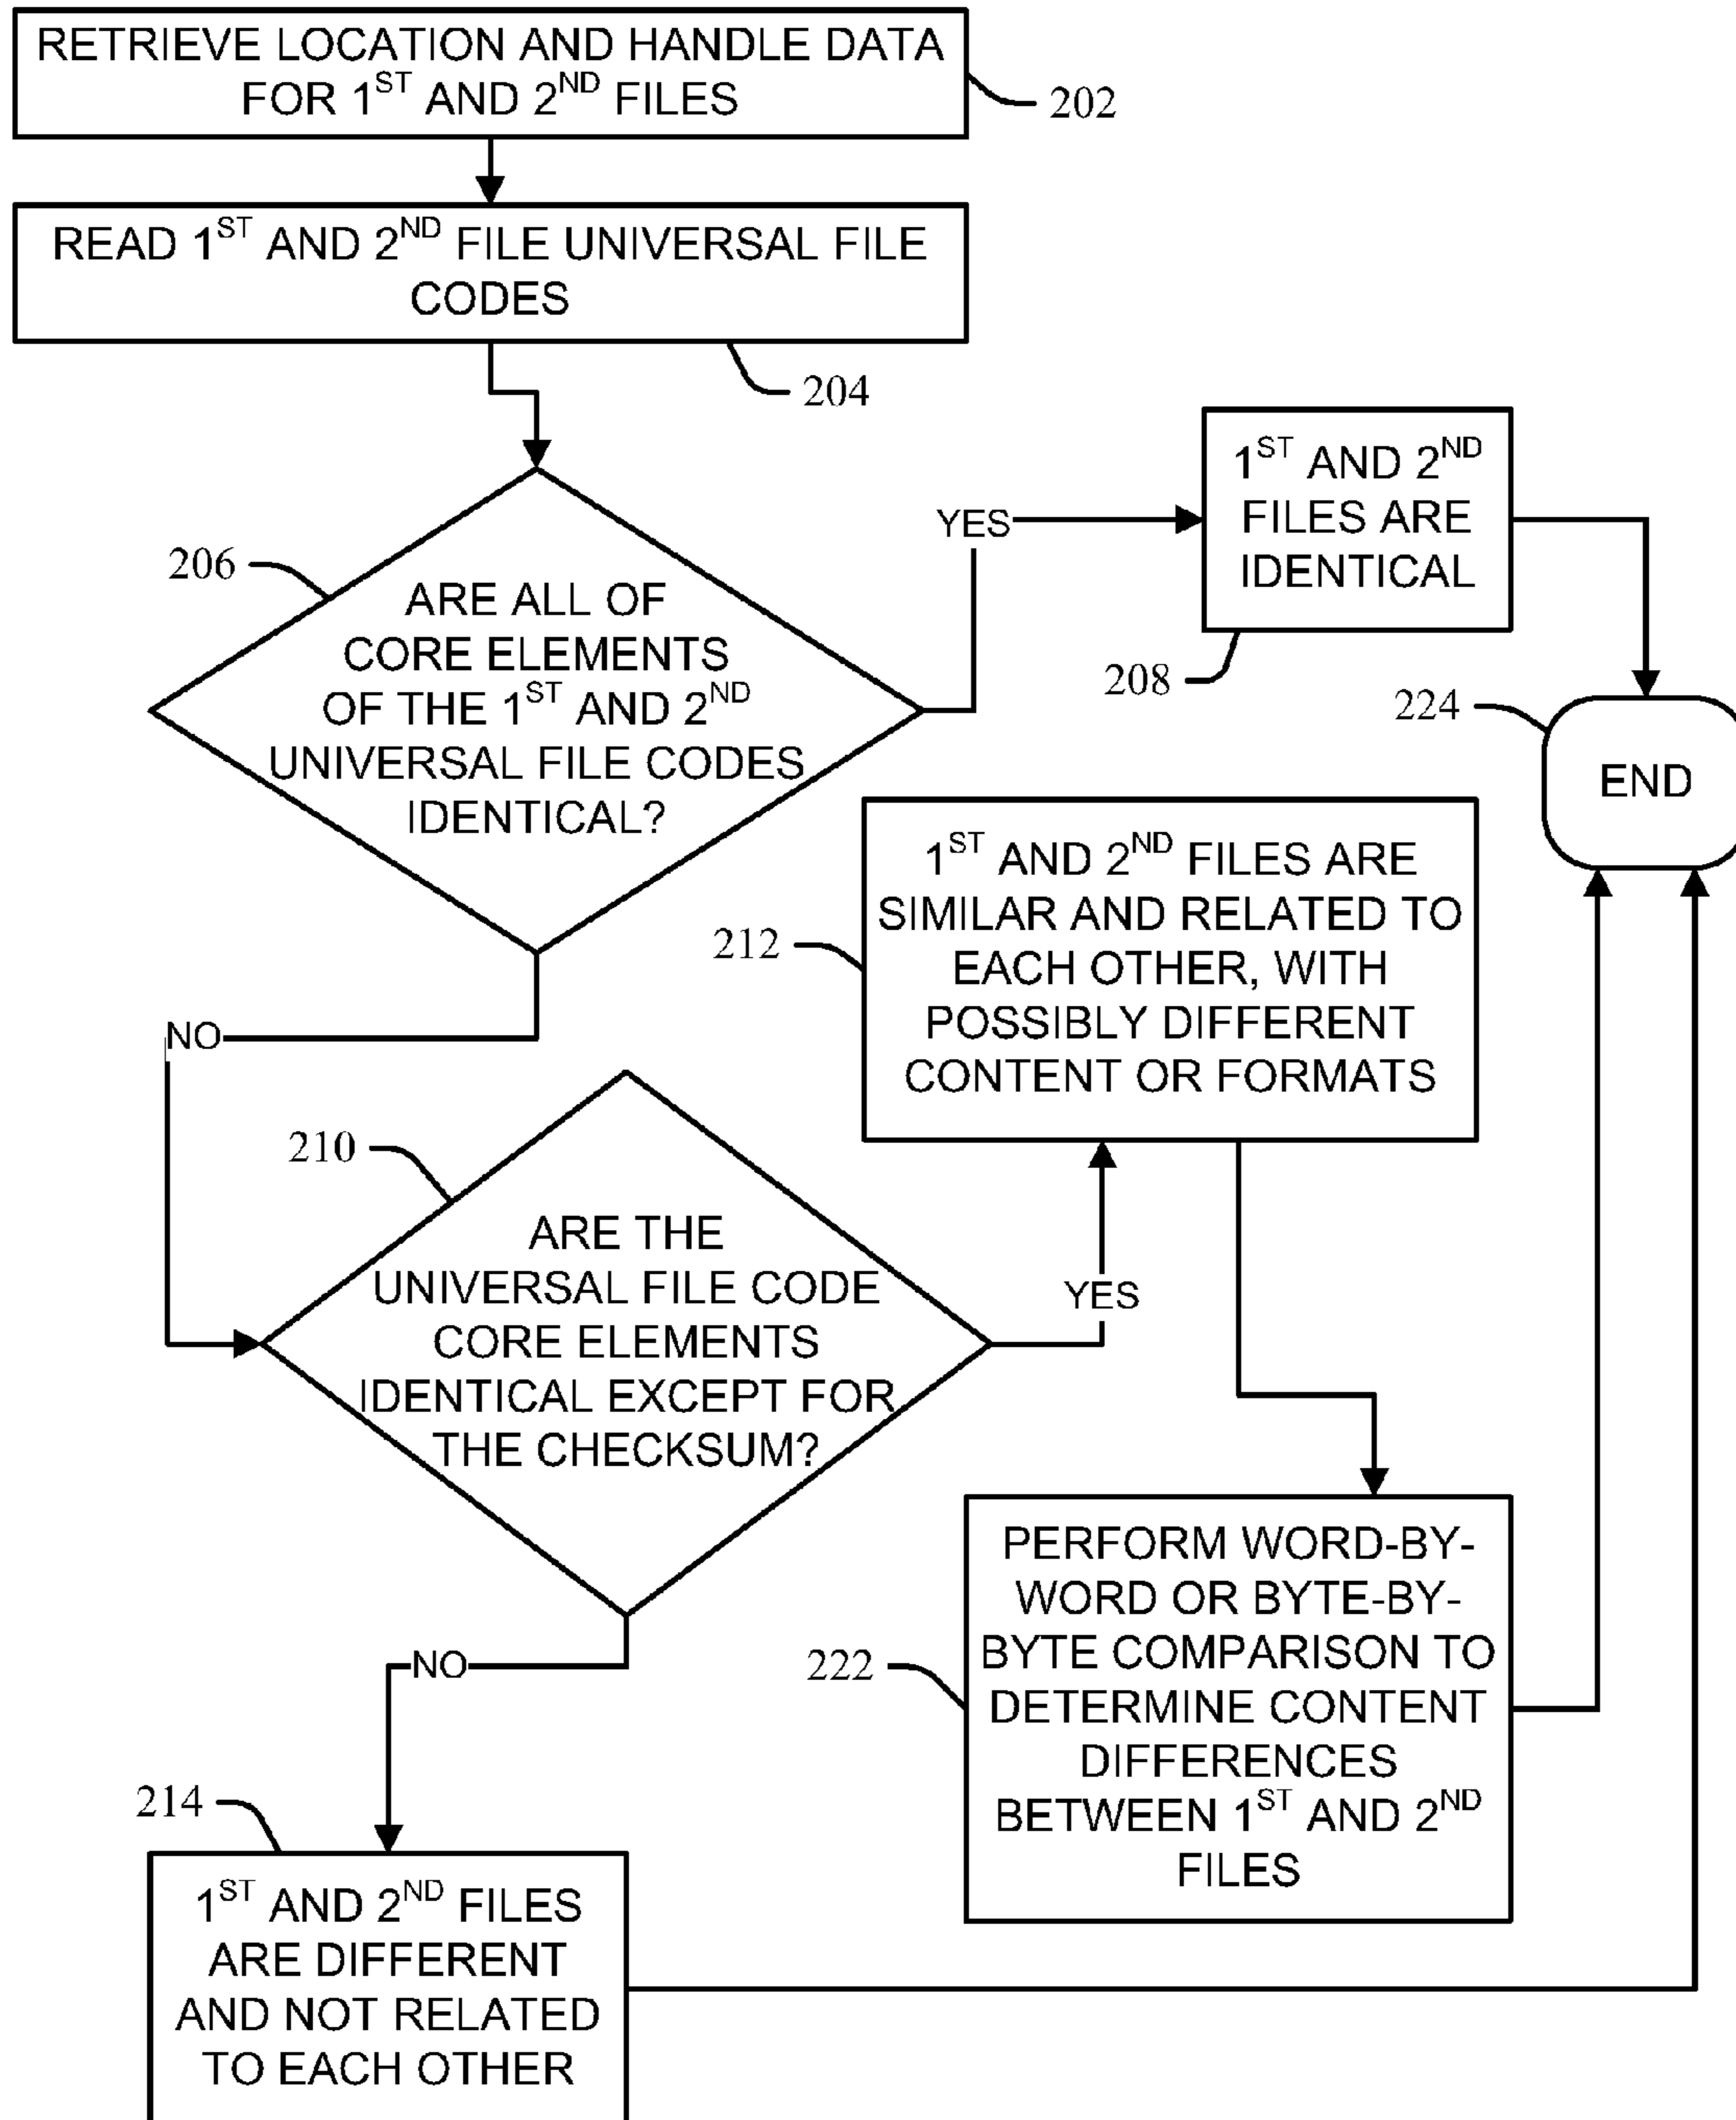 RETRIEVE LOCATION AND HANDLE DATA
FOR 1ST AND 2ND FILES
202
READ 1ST AND 2ND FILE UNIVERSAL FILE
CODES
204
206
ARE ALL OF
CORE ELEMENTS
OF THE 1ST AND 2ND
UNIVERSAL FILE CODES
IDENTICAL?
YES
1ST AND 2ND
FILES ARE
IDENTICAL
208
224
END
NO
212
1ST AND 2ND FILES ARE
SIMILAR AND RELATED TO
EACH OTHER, WITH
POSSIBLY DIFFERENT
CONTENT OR FORMATS
210
ARE THE
UNIVERSAL FILE CODE
CORE ELEMENTS
IDENTICAL EXCEPT FOR
THE CHECKSUM?
YES
NO
222
PERFORM WORD-BY-
WORD OR BYTE-BY-
BYTE COMPARISON TO
DETERMINE CONTENT
DIFFERENCES
BETWEEN 1ST AND 2ND
FILES
214
1ST AND 2ND FILES
ARE DIFFERENT
AND NOT RELATED
TO EACH OTHER